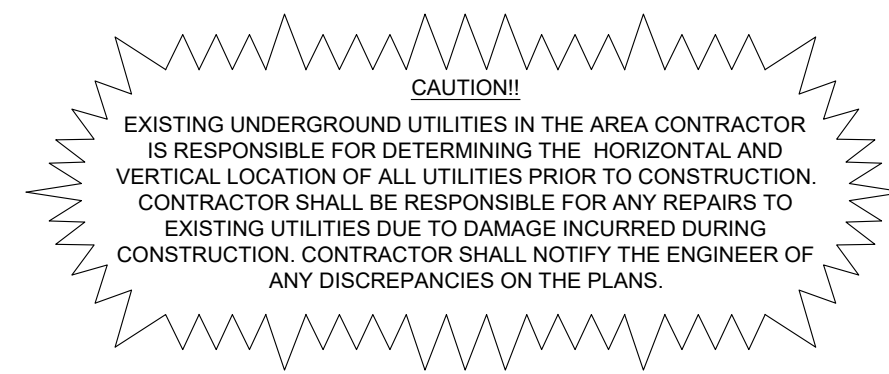 CAUTION!!
EXISTING UNDERGROUND UTILITIES IN THE AREA CONTRACTOR
IS RESPONSIBLE FOR DETERMINING THE HORIZONTAL AND
VERTICAL LOCATION OF ALL UTILITIES PRIOR TO CONSTRUCTION.
CONTRACTOR SHALL BE RESPONSIBLE FOR ANY REPAIRS TO
EXISTING UTILITIES DUE TO DAMAGE INCURRED DURING
CONSTRUCTION. CONTRACTOR SHALL NOTIFY THE ENGINEER OF
ANY DISCREPANCIES ON THE PLANS.